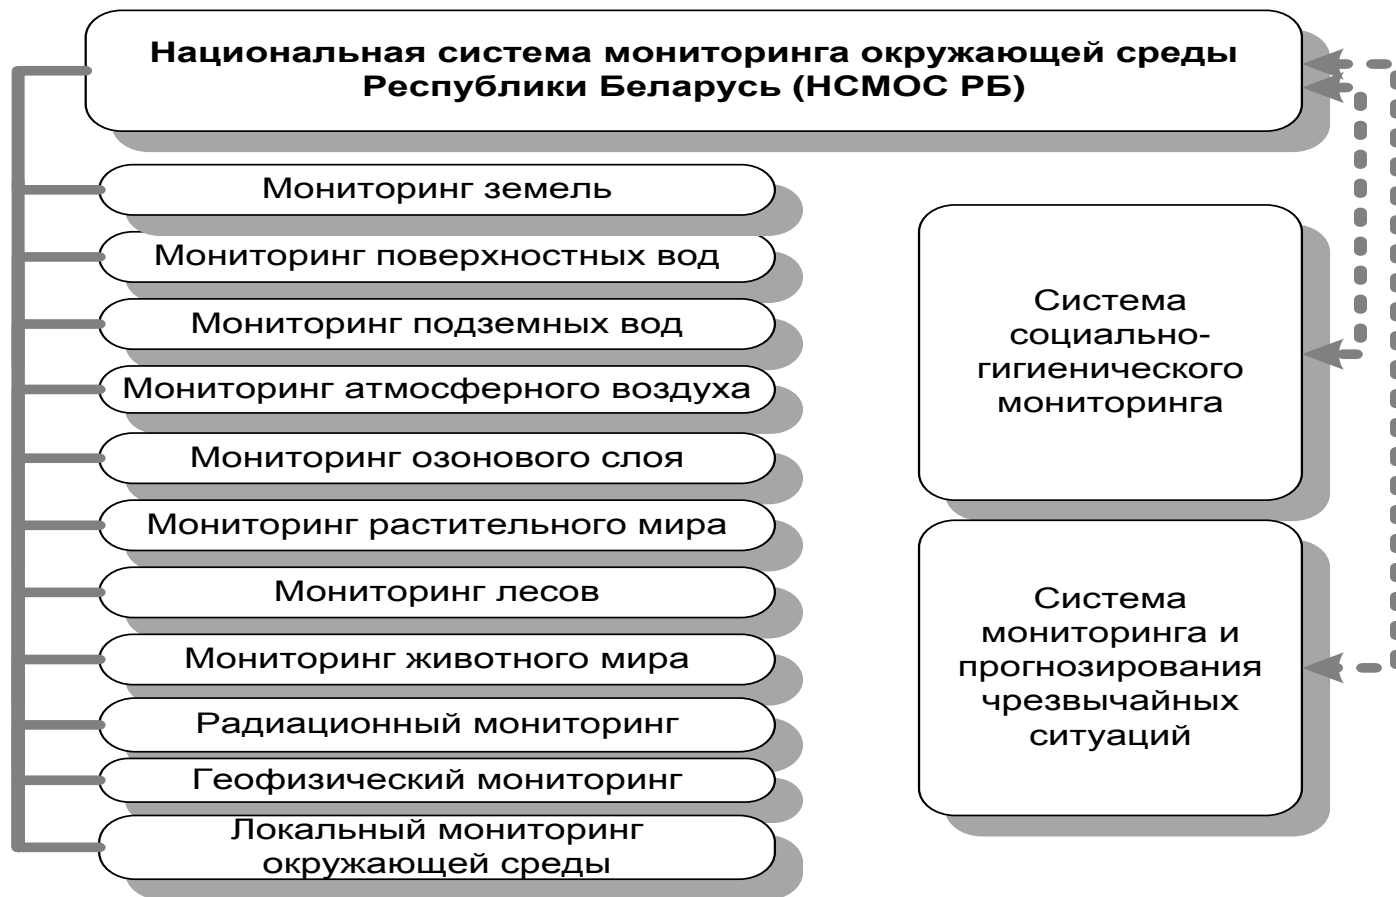 Национальная система мониторинга окружающей среды
Республики Беларусь (НСМОС РБ)
Мониторинг земель
Мониторинг поверхностных вод
Мониторинг подземных вод
Мониторинг атмосферного воздуха
Мониторинг озонового слоя
Мониторинг растительного мира
Мониторинг лесов
Мониторинг животного мира
Радиационный мониторинг
Геофизический мониторинг
Локальный мониторинг
окружающей среды
Система
социально-
гигиенического
мониторинга
Система
мониторинга и
прогнозирования
чрезвычайных
ситуаций